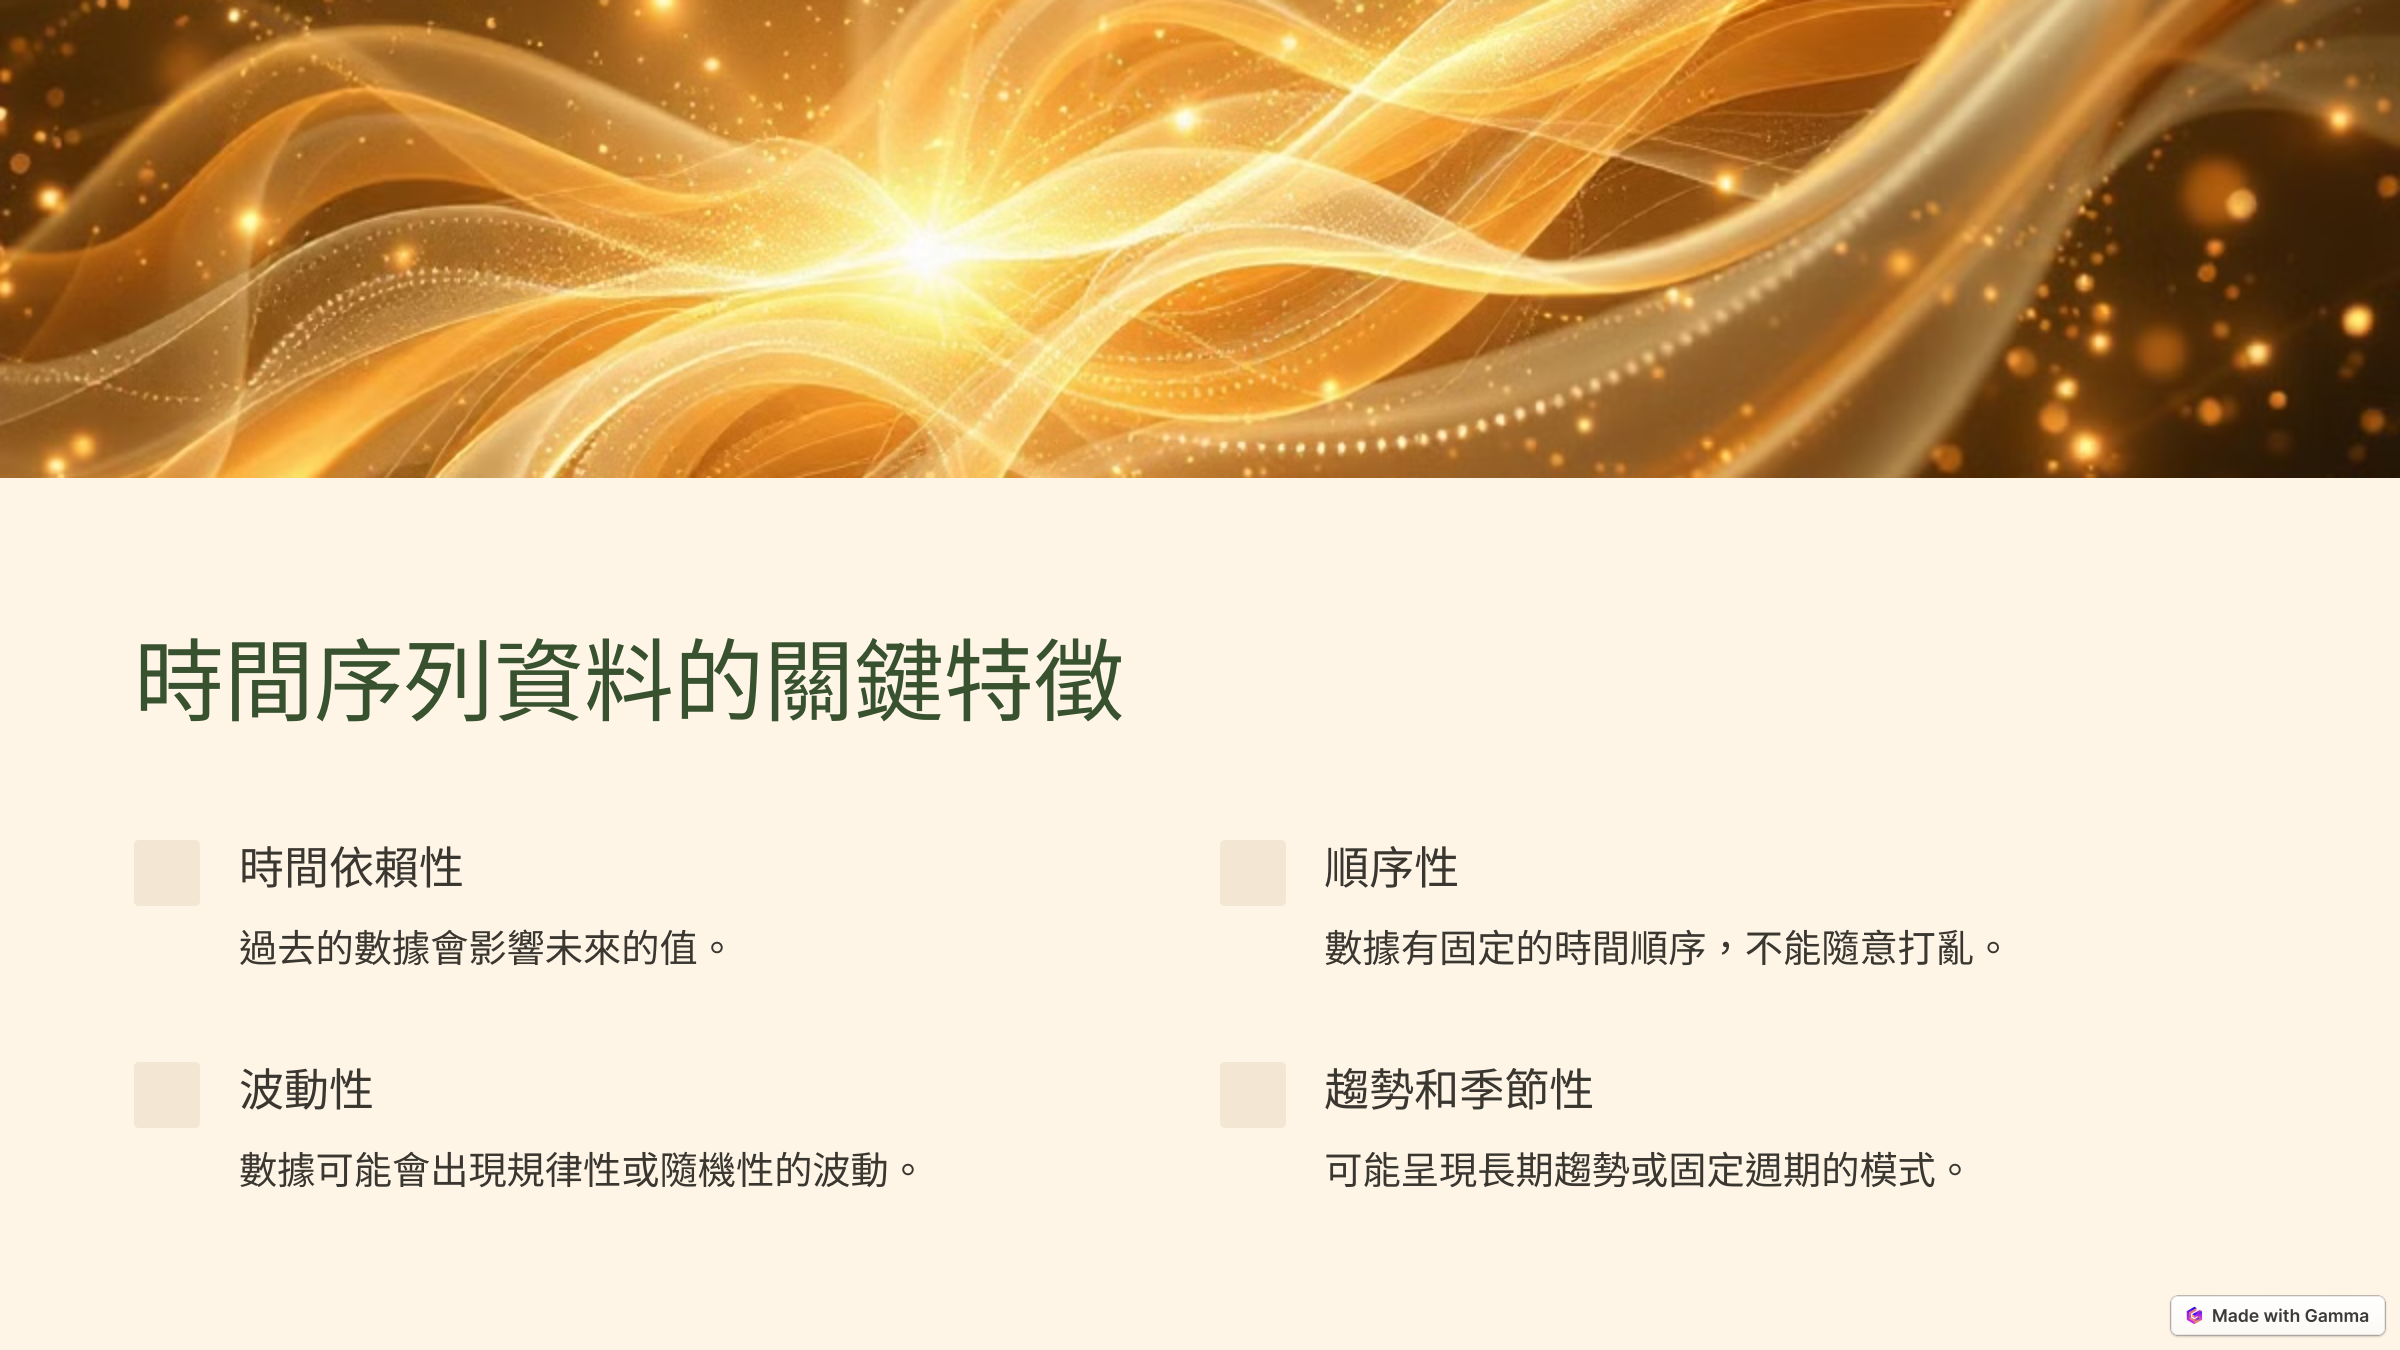 時間序列資料的關鍵特徵
時間依賴性
過去的數據會影響未來的值。
順序性
數據有固定的時間順序，不能隨意打亂。
波動性
數據可能會出現規律性或隨機性的波動。
趨勢和季節性
可能呈現長期趨勢或固定週期的模式。
Made with Gamma